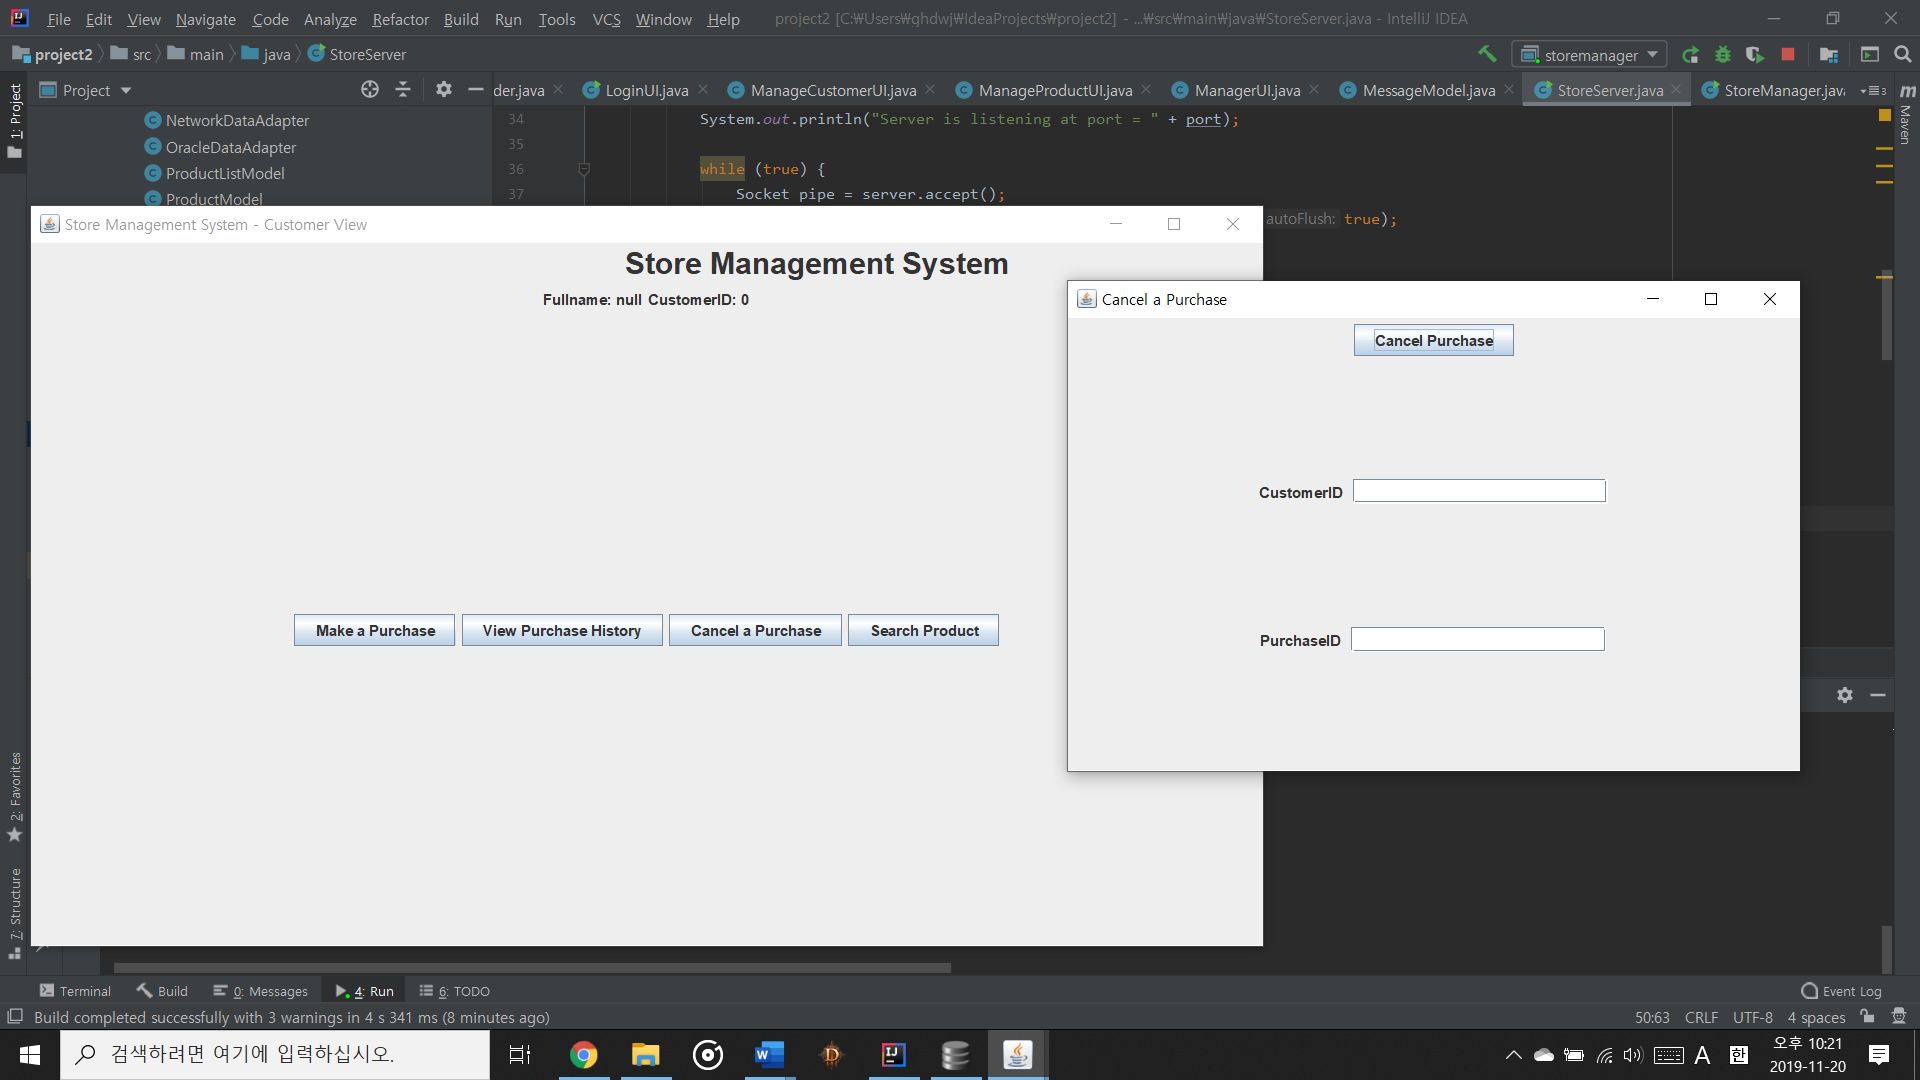 File Edit View Navigate Code Analyze Refactor Build Run Tools VCS Window Help project2 [C:₩Users₩ghdwj₩IdeaProjects₩project2] - ...₩src₩main₩java₩StoreServer.java - IntelliJ IDEA
project2 src main java StoreServer storemanager
Project der.java LoginUI.java ManageCustomerUI.java ManageProductUI.java ManagerUI.java MessageModel.java StoreServer.java StoreManager.java 3
1: Project
Maven
NetworkDataAdapter
OracleDataAdapter
ProductListModel
ProductModel
34 System.out.println("Server is listening at port = " + port);
35
36 while (true) {
37 Socket pipe = server.accept();
autoFlush: true);
Store Management System - Customer View
Store Management System
Fullname: null CustomerID: 0
Make a Purchase View Purchase History Cancel a Purchase Search Product
Cancel a Purchase
Cancel Purchase
CustomerID
PurchaseID
2: Favorites
7: Structure
Terminal Build 0: Messages 4: Run 6: TODO Event Log
Build completed successfully with 3 warnings in 4 s 341 ms (8 minutes ago) 50:63 CRLF UTF-8 4 spaces
검색하려면 여기에 입력하십시오. A 한 오후 10:21
2019-11-20